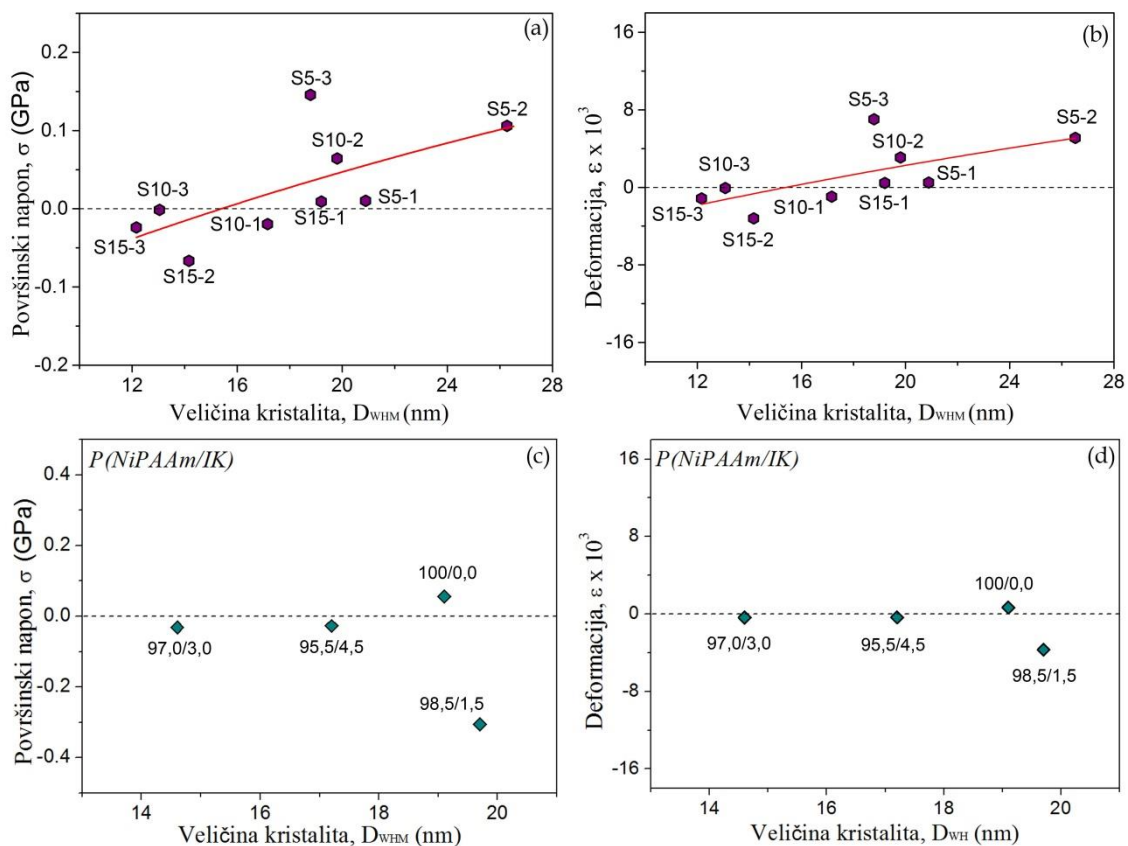 (a)
Površinski napon, σ (GPa)
0.2
0.1
0.0
-0.1
-0.2
S5-3
S5-2
S10-2
S10-3
S15-3
S10-1
S15-1
S5-1
S15-2
12 16 20 24 28
Veličina kristalita, DWHM (nm)
(b)
Deformacija, ε x 10³
16
8
0
-8
-16
S5-3
S5-2
S10-2
S10-3
S5-1
S15-3
S10-1
S15-1
S15-2
12 16 20 24 28
Veličina kristalita, DWHM (nm)
P(NiPAAm/IK)
(c)
Površinski napon, σ (GPa)
0.4
0.2
0.0
-0.2
-0.4
100/0,0
97,0/3,0
95,5/4,5
98,5/1,5
14 16 18 20
Veličina kristalita, DWHM (nm)
P(NiPAAm/IK)
(d)
Deformacija, ε x 10³
16
8
0
-8
-16
100/0,0
97,0/3,0
95,5/4,5
98,5/1,5
14 16 18 20
Veličina kristalita, DWH (nm)